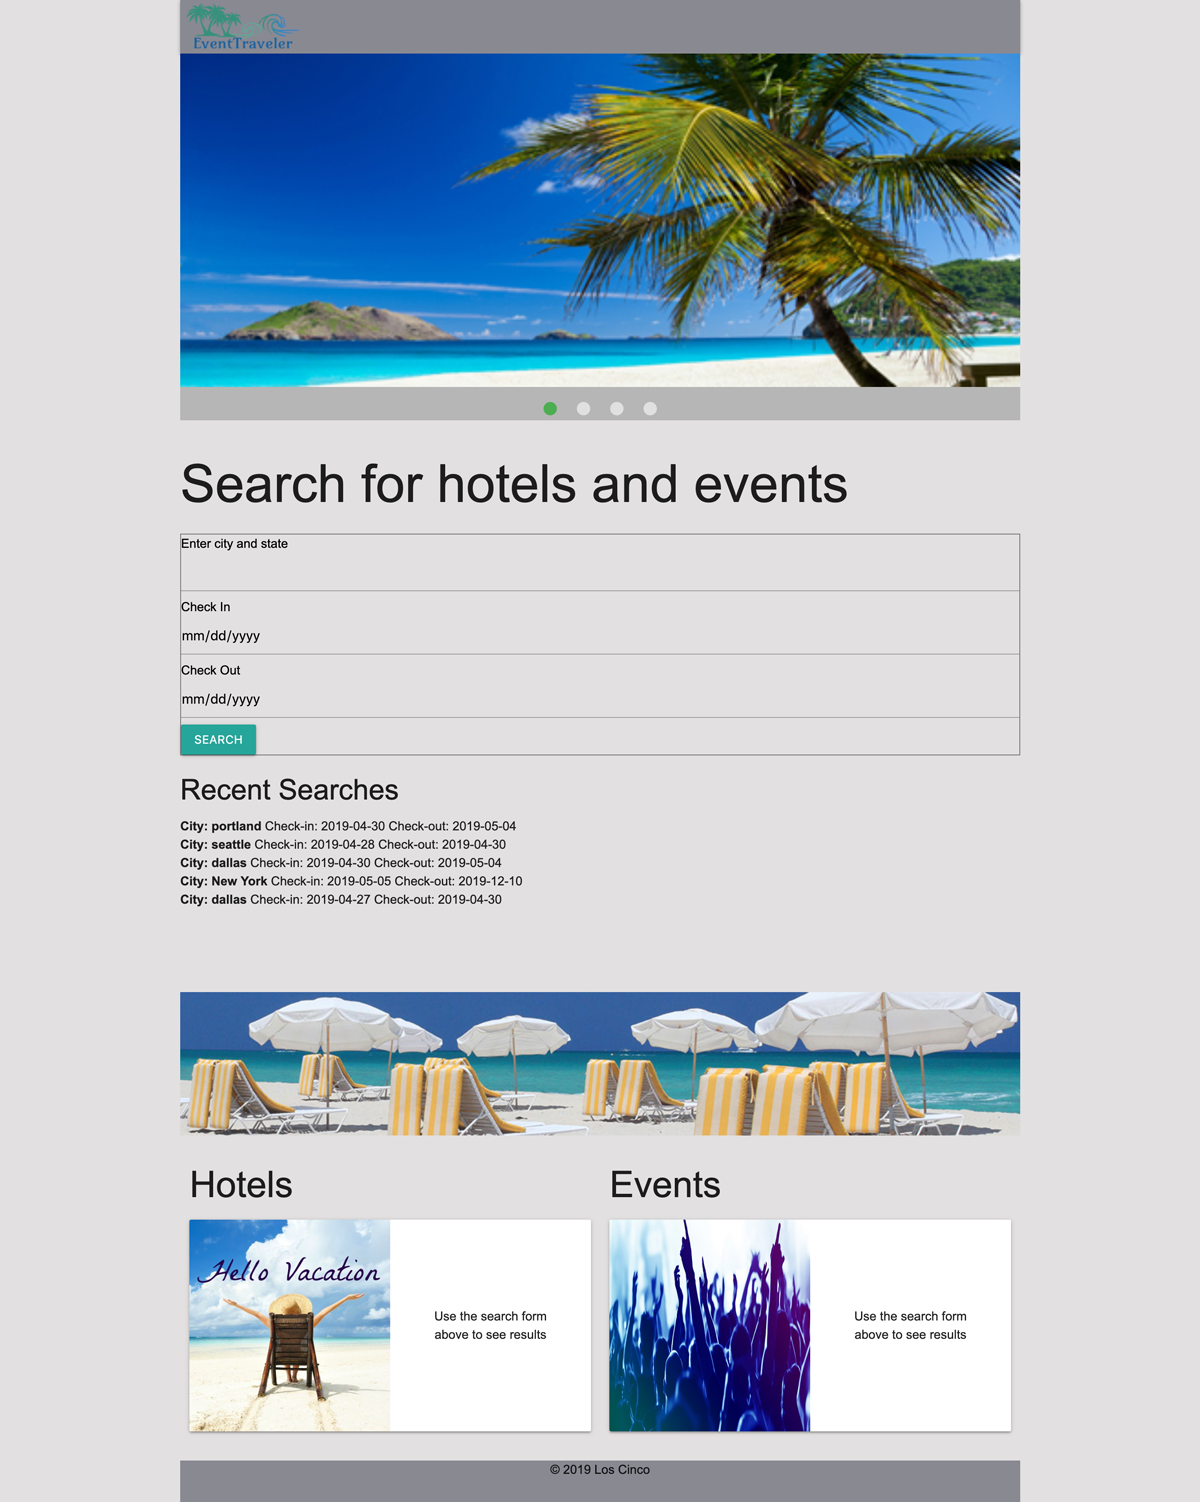 EventTraveler
Search for hotels and events
Enter city and state
Check In
mm/dd/yyyy
Check Out
mm/dd/yyyy
SEARCH
Recent Searches
City: portland Check-in: 2019-04-30 Check-out: 2019-05-04
City: seattle Check-in: 2019-04-28 Check-out: 2019-04-30
City: dallas Check-in: 2019-04-30 Check-out: 2019-05-04
City: New York Check-in: 2019-05-05 Check-out: 2019-12-10
City: dallas Check-in: 2019-04-27 Check-out: 2019-04-30
Hotels
Hello Vacation
Use the search form
above to see results
Events
Use the search form
above to see results
© 2019 Los Cinco